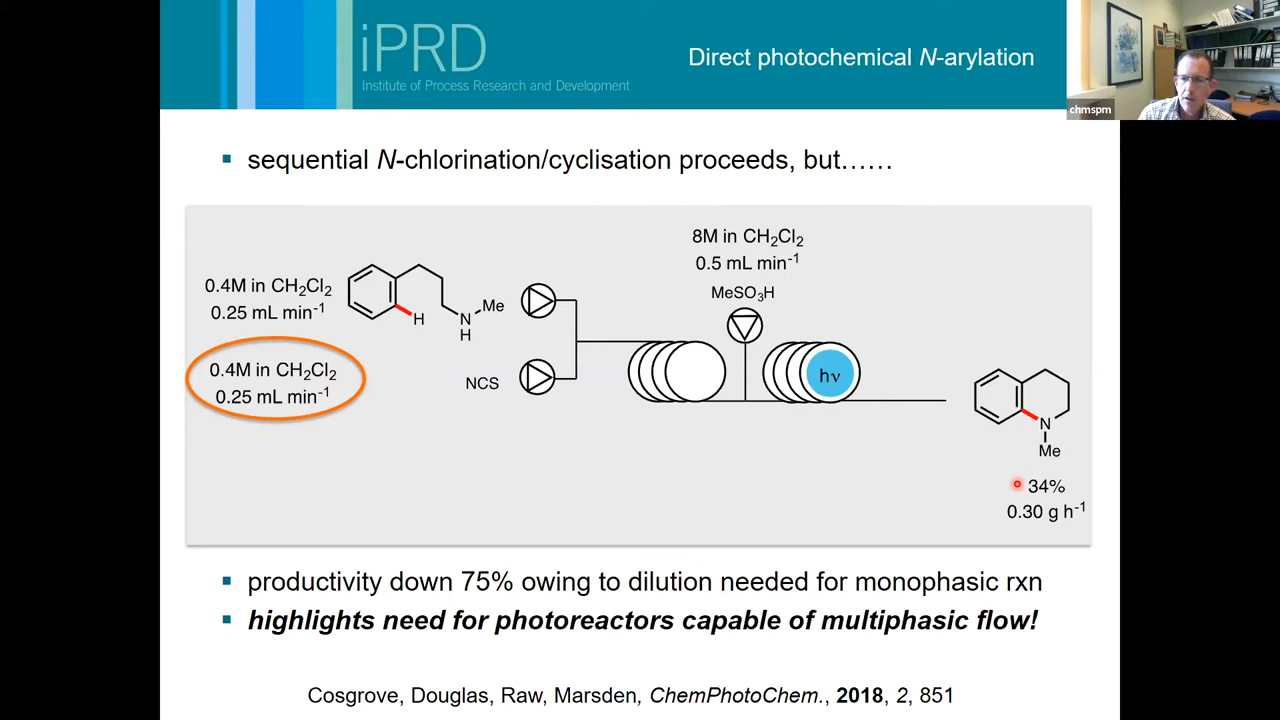 iPRD
Institute of Process Research and Development
Direct photochemical N-arylation
chmspm
sequential N-chlorination/cyclisation proceeds, but……
8M in CH2Cl2
0.5 mL min-1
MeSO3H
0.4M in CH2Cl2
0.25 mL min-1
Me
H
N
H
0.4M in CH2Cl2
0.25 mL min-1
NCS
hν
N
Me
34%
0.30 g h-1
productivity down 75% owing to dilution needed for monophasic rxn
highlights need for photoreactors capable of multiphasic flow!
Cosgrove, Douglas, Raw, Marsden, ChemPhotoChem., 2018, 2, 851